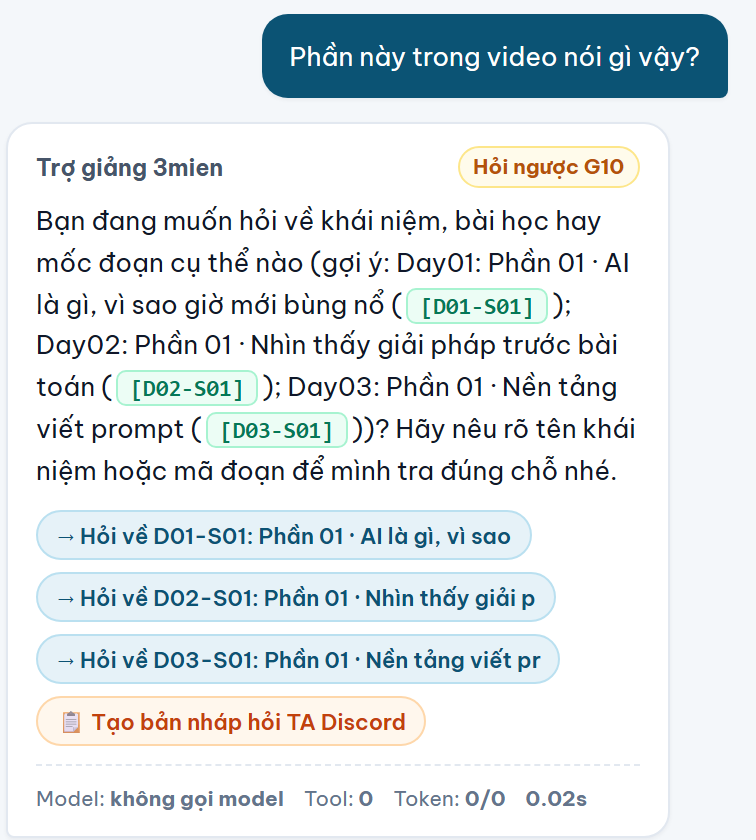 Phần này trong video nói gì vậy?
Trợ giảng 3mien
Hỏi ngược G10
Bạn đang muốn hỏi về khái niệm, bài học hay
mốc đoạn cụ thể nào (gợi ý: Day01: Phần 01 · AI
là gì, vì sao giờ mới bùng nổ ( [D01-S01] );
Day02: Phần 01 · Nhìn thấy giải pháp trước bài
toán ( [D02-S01] ); Day03: Phần 01 · Nền tảng
viết prompt ( [D03-S01] ))? Hãy nêu rõ tên khái
niệm hoặc mã đoạn để mình tra đúng chỗ nhé.
→ Hỏi về D01-S01: Phần 01 · AI là gì, vì sao
→ Hỏi về D02-S01: Phần 01 · Nhìn thấy giải p
→ Hỏi về D03-S01: Phần 01 · Nền tảng viết pr
📋 Tạo bản nháp hỏi TA Discord
Model: không gọi model Tool: 0 Token: 0/0 0.02s